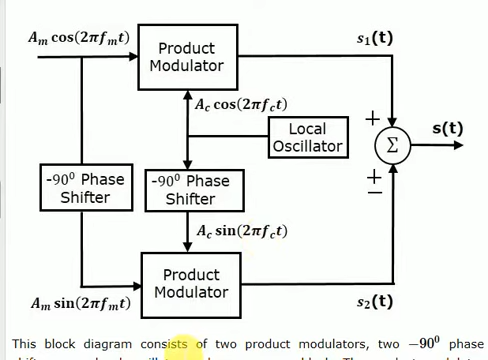 A_m cos(2πf_mt)
Product
Modulator
s₁(t)
A_c cos(2πf_ct)
+
Local
Oscillator
Σ
s(t)
-90⁰ Phase
Shifter
-90⁰ Phase
Shifter
+
−
A_c sin(2πf_ct)
Product
Modulator
A_m sin(2πf_mt)
s₂(t)
This block diagram consists of two product modulators, two −90⁰ phase